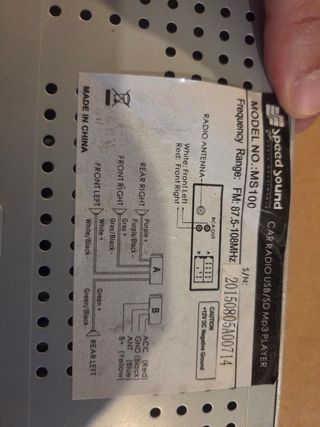 Speed Sound
CAR RADIO USB/SD Mp3 PLAYER
MODEL NO.:MS100
Frequency Range: FM: 87.5-108MHz
S/N:
20150805A00714
RADIO ANTENNA
White: Front Left
Red: Front Right
RCA OUT
CAUTION
+12V DC Negative Ground
A
B
REAR RIGHT
Purple+
Purple/Black-
FRONT RIGHT
Gray+
Gray/Black-
FRONT LEFT
White+
White/Black-
Green+
Green/Black-
REAR LEFT
ACC (Red)
GND (Black)
ANT (Blue)
B+ (Yellow)
MADE IN CHINA